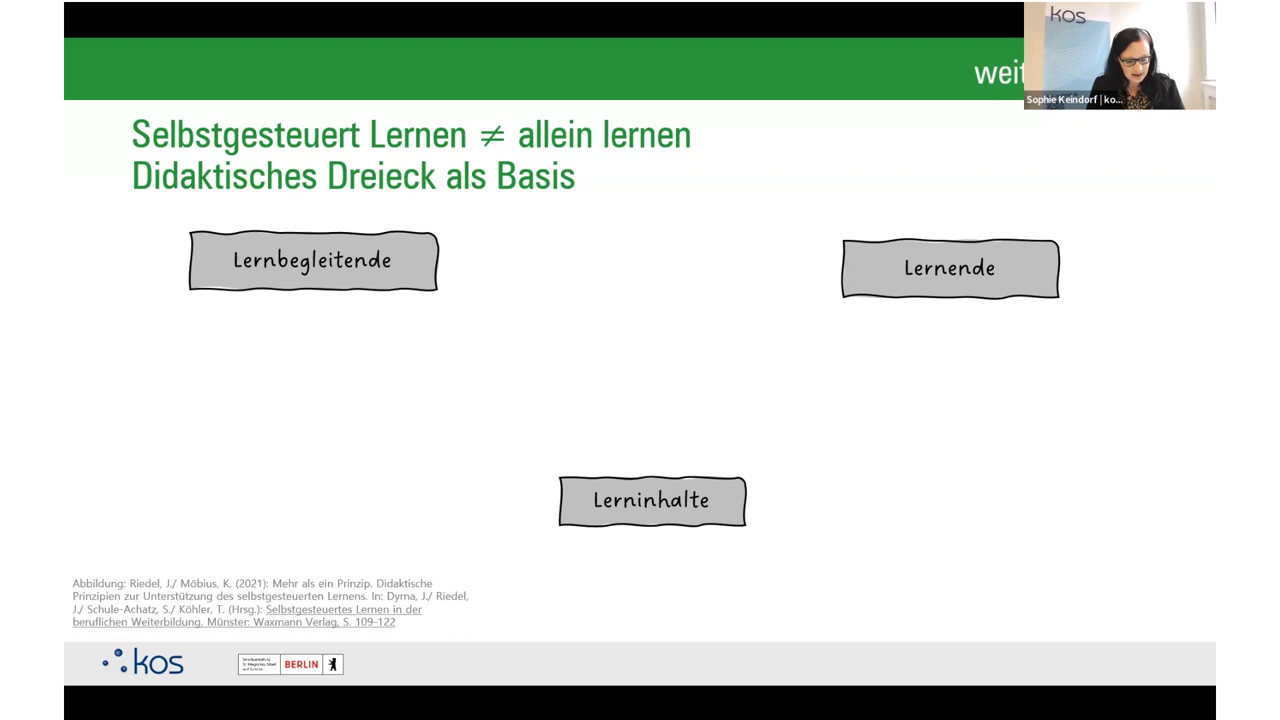 kos
weit
Sophie Keindorf | ko...
Selbstgesteuert Lernen ≠ allein lernen
Didaktisches Dreieck als Basis
Lernbegleitende
Lernende
Lerninhalte
Abbildung: Riedel, J./ Möbius, K. (2021): Mehr als ein Prinzip. Didaktische
Prinzipien zur Unterstützung des selbstgesteuerten Lernens. In: Dyrna, J./ Riedel,
J./ Schule-Achatz, S./ Köhler, T. (Hrsg.): Selbstgesteuertes Lernen in der
beruflichen Weiterbildung. Münster: Waxmann Verlag, S. 109-122
kos
BERLIN